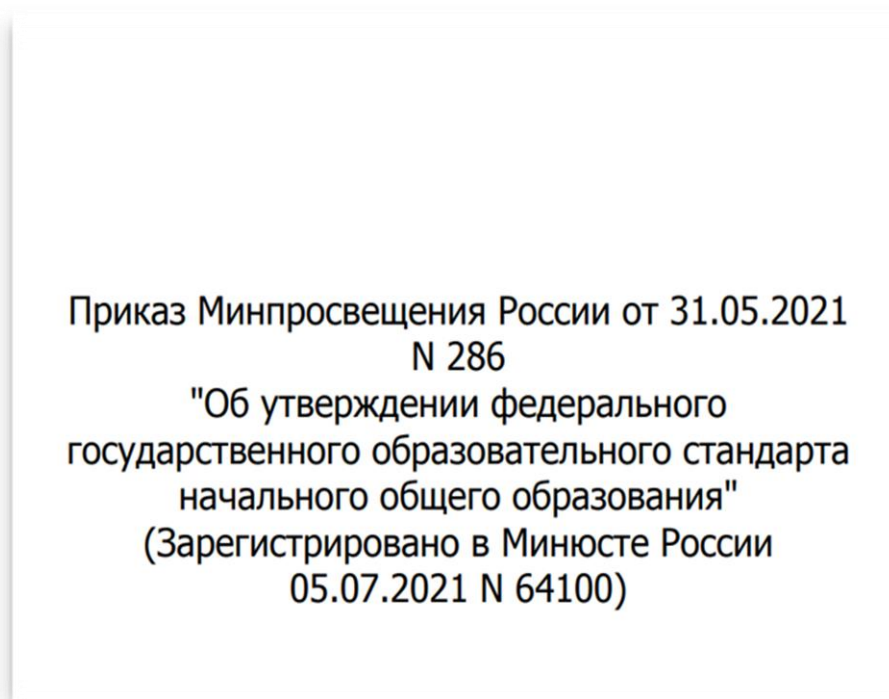 Приказ Минпросвещения России от 31.05.2021
N 286
"Об утверждении федерального
государственного образовательного стандарта
начального общего образования"
(Зарегистрировано в Минюсте России
05.07.2021 N 64100)